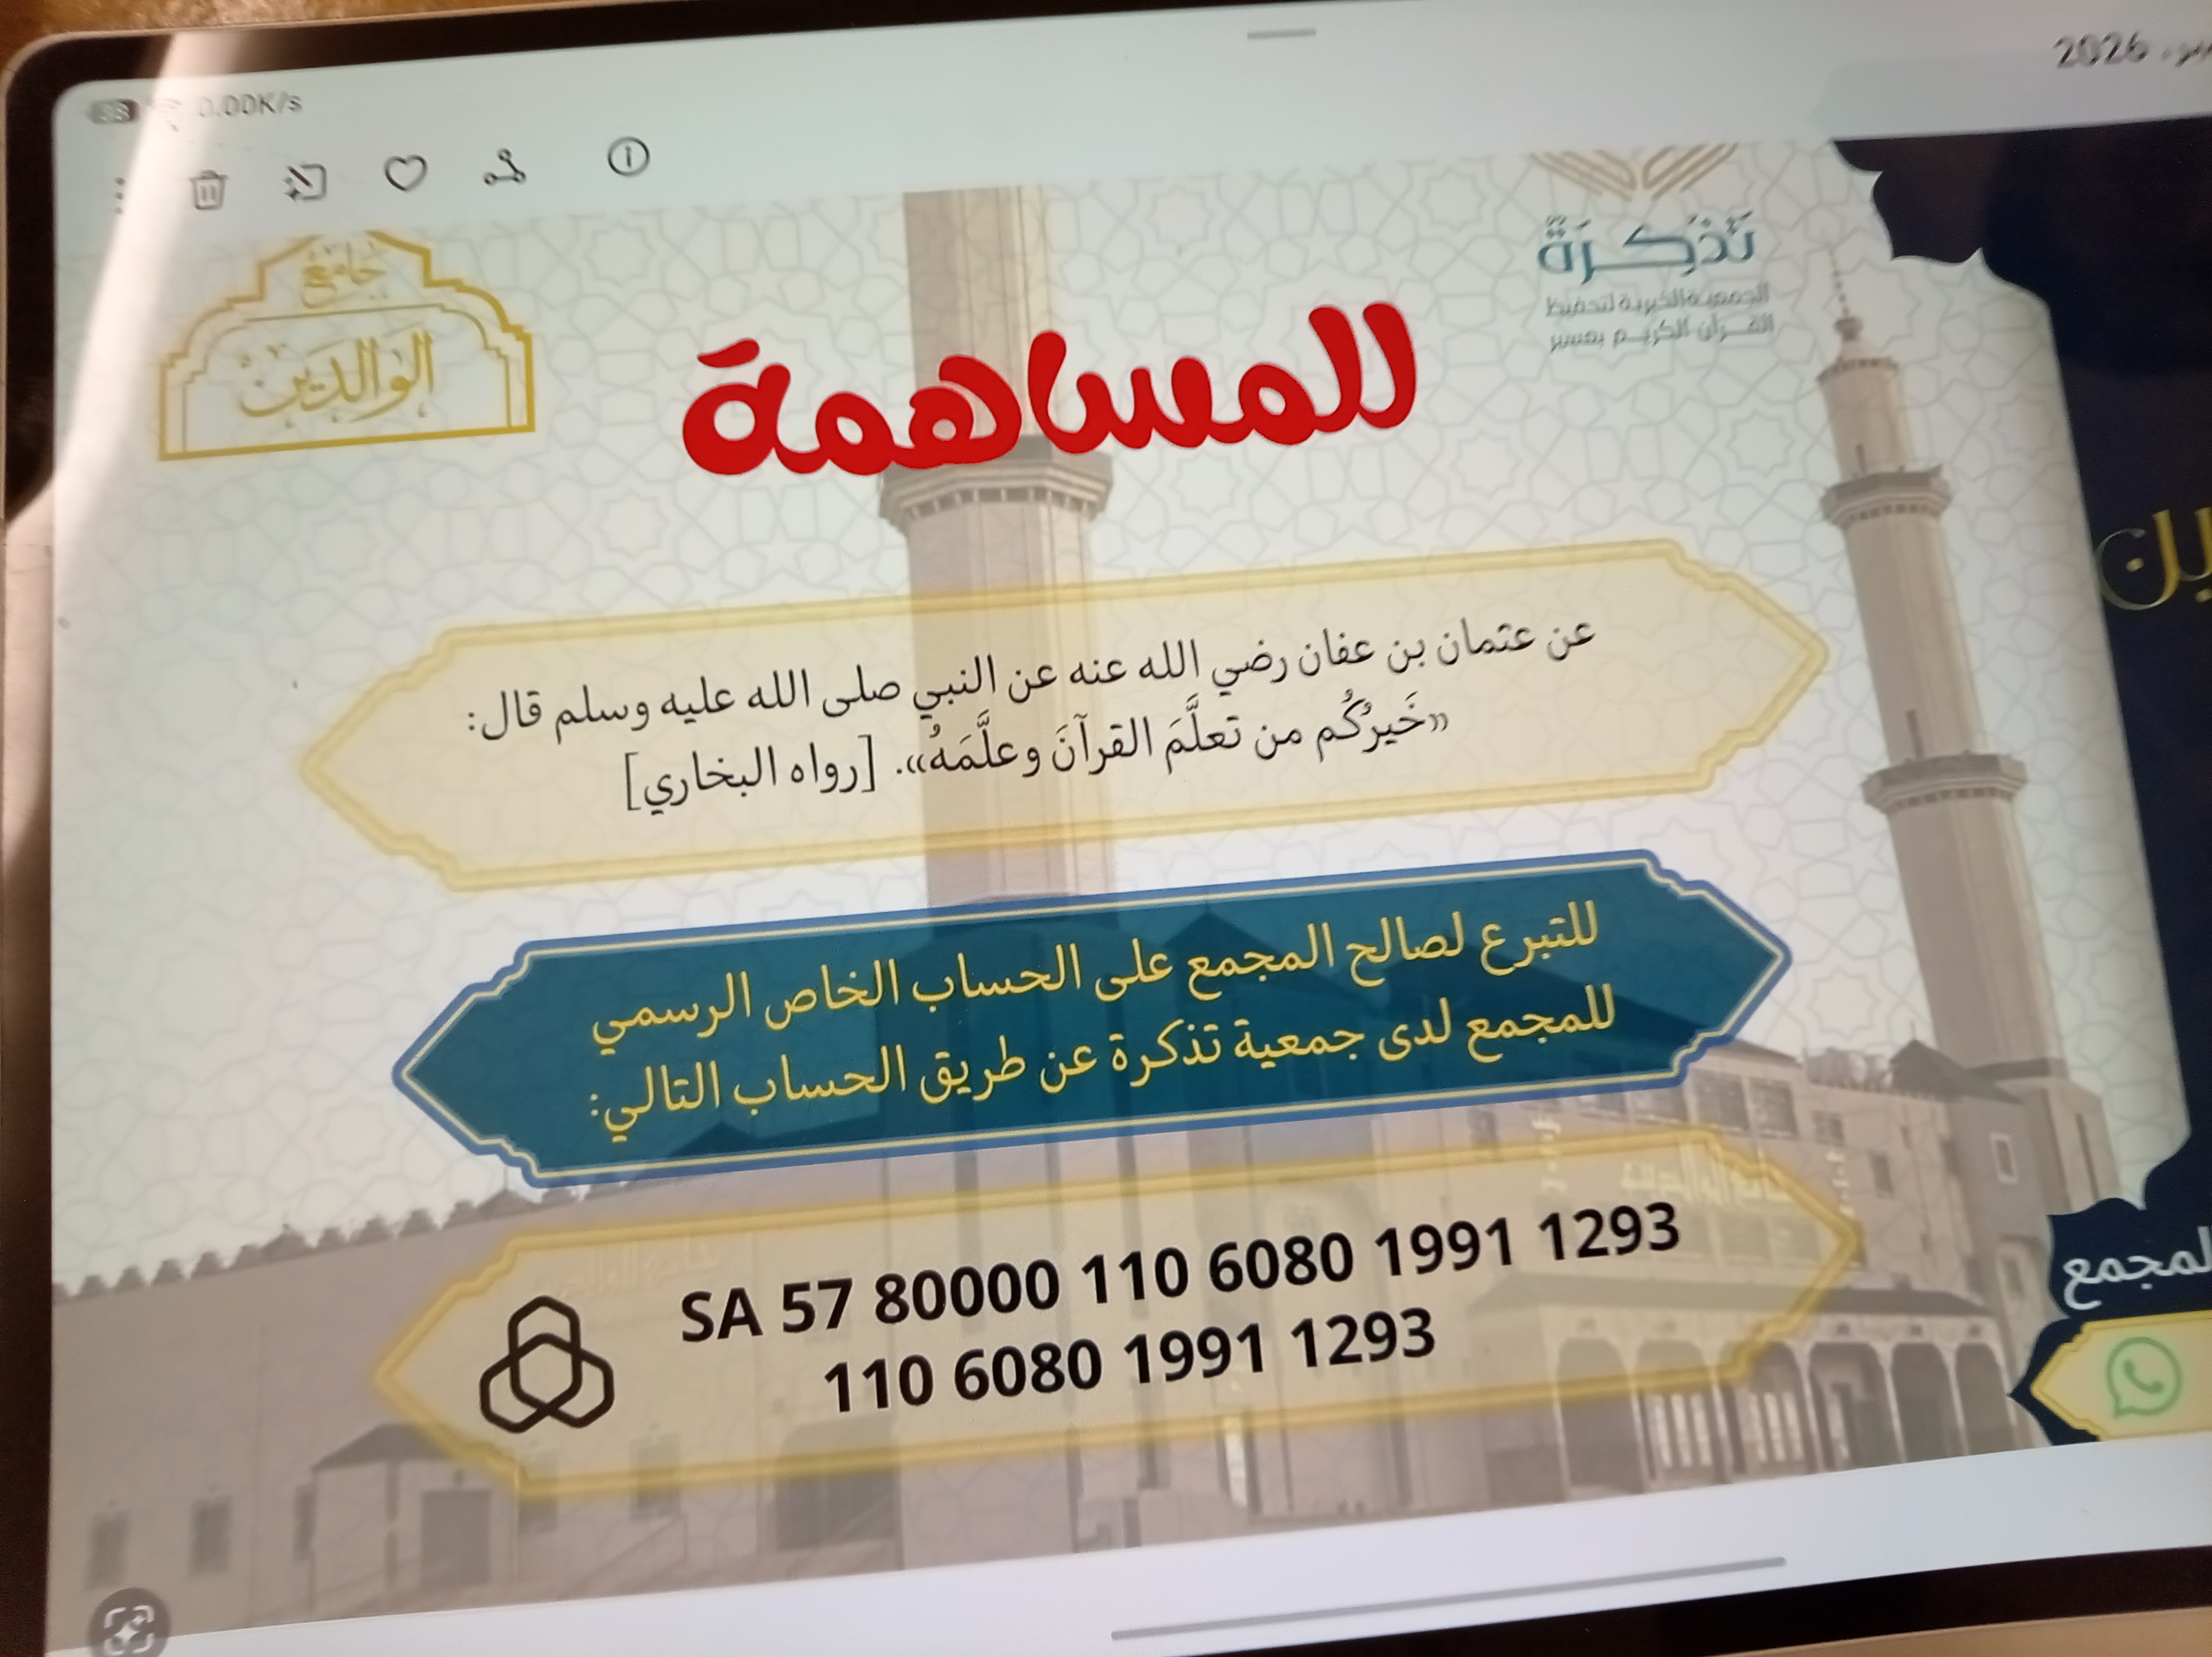 2026
0.00K/s
جامع
الوالدين
تَذْكِرَةٌ
الجمعية الخيرية لتحفيظ
القرآن الكريم بعسير
للمساهمة
عن عثمان بن عفان رضي الله عنه عن النبي صلى الله عليه وسلم قال:
«خَيرُكُم من تعلَّمَ القرآنَ وعلَّمَهُ». [رواه البخاري]
للتبرع لصالح المجمع على الحساب الخاص الرسمي
للمجمع لدى جمعية تذكرة عن طريق الحساب التالي:
SA 57 80000 110 6080 1991 1293
110 6080 1991 1293